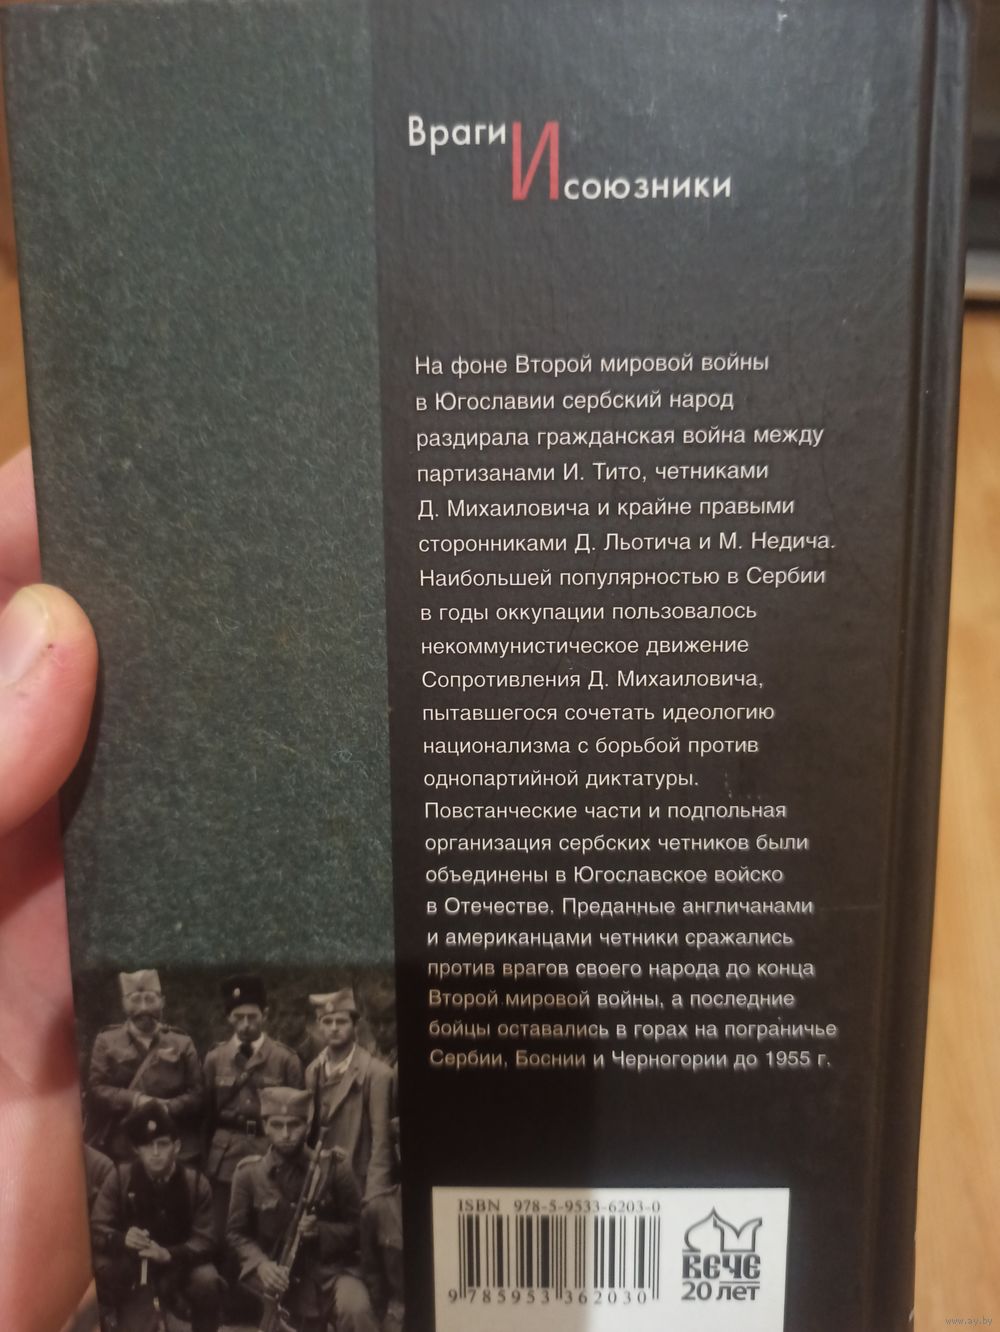 Враги
И
союзники
На фоне Второй мировой войны
в Югославии сербский народ
раздирала гражданская война между
партизанами И. Тито, четниками
Д. Михаиловича и крайне правыми
сторонниками Д. Льотича и М. Недича.
Наибольшей популярностью в Сербии
в годы оккупации пользовалось
некоммунистическое движение
Сопротивления Д. Михаиловича,
пытавшегося сочетать идеологию
национализма с борьбой против
однопартийной диктатуры.
Повстанческие части и подпольная
организация сербских четников были
объединены в Югославское войско
в Отечестве. Преданные англичанами
и американцами четники сражались
против врагов своего народа до конца
Второй мировой войны, а последние
бойцы оставались в горах на пограничье
Сербии, Боснии и Черногории до 1955 г.
ISBN 978-5-9533-6203-0
9 785953 362030
ВЕЧЕ
20 лет
www.ay.by